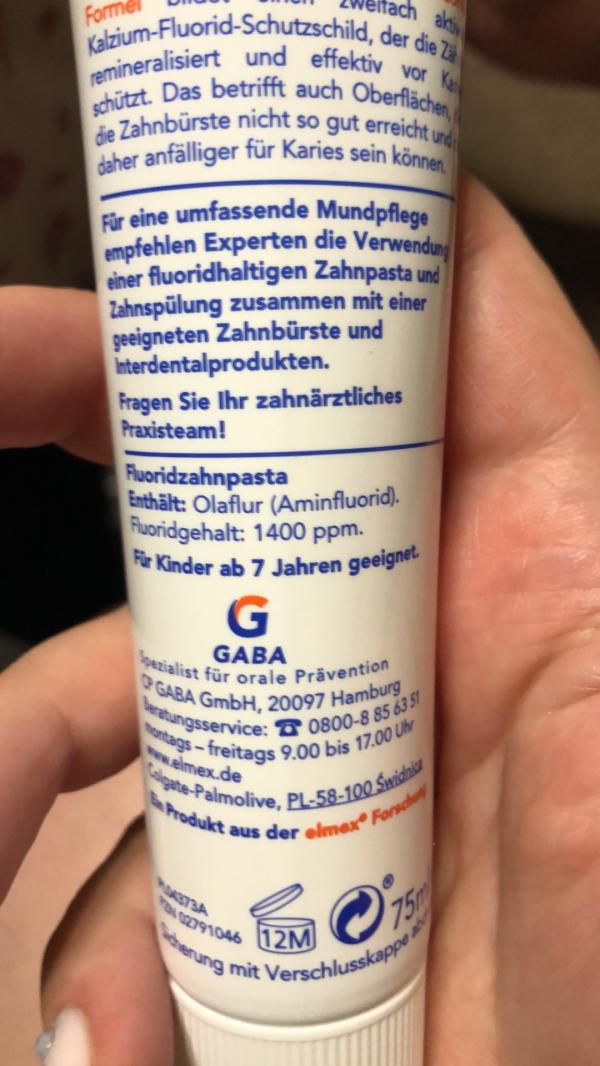 Formel bildet einen zweifach
Kalzium-Fluorid-Schutzschild, der die
remineralisiert und effektiv vor
schützt. Das betrifft auch Oberflächen,
die Zahnbürste nicht so gut erreicht und
daher anfälliger für Karies sein können.
Für eine umfassende Mundpflege
empfehlen Experten die Verwendung
einer fluoridhaltigen Zahnpasta und
Zahnspülung zusammen mit einer
geeigneten Zahnbürste und
Interdentalprodukten.
Fragen Sie Ihr zahnärztliches
Praxisteam!
Fluoridzahnpasta
Enthält: Olaflur (Aminfluorid).
Fluoridgehalt: 1400 ppm.
Für Kinder ab 7 Jahren geeignet.
G
GABA
Spezialist für orale Prävention
CP GABA GmbH, 20097 Hamburg
Beratungsservice: ☎ 0800-8 85 63 51
montags – freitags 9.00 bis 17.00 Uhr
www.elmex.de
Colgate-Palmolive, PL-58-100 Świdnica
Ein Produkt aus der elmex® Forschung
PL04373A
PZN 02791046
12M
®
75m
Sicherung mit Verschlusskappe